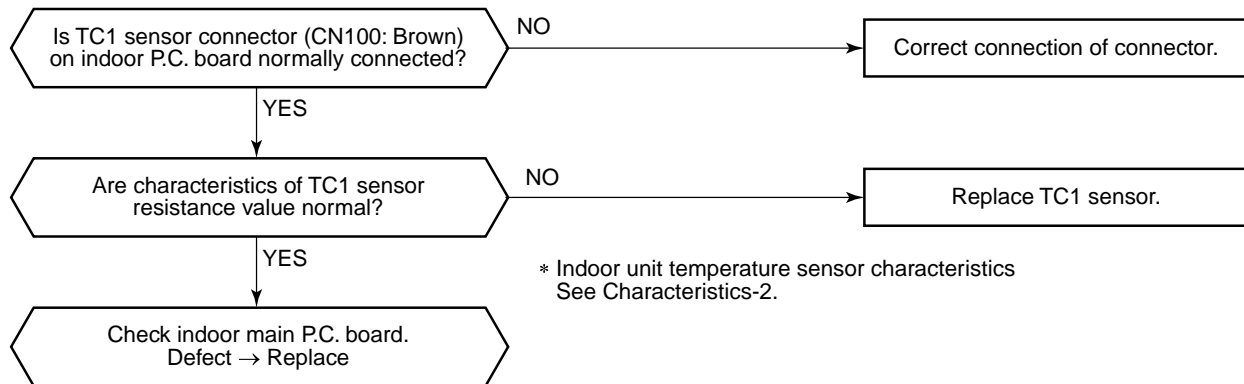 Is TC1 sensor connector (CN100: Brown)
on indoor P.C. board normally connected?
NO
Correct connection of connector.
YES
Are characteristics of TC1 sensor
resistance value normal?
NO
Replace TC1 sensor.
YES
* Indoor unit temperature sensor characteristics
See Characteristics-2.
Check indoor main P.C. board.
Defect → Replace